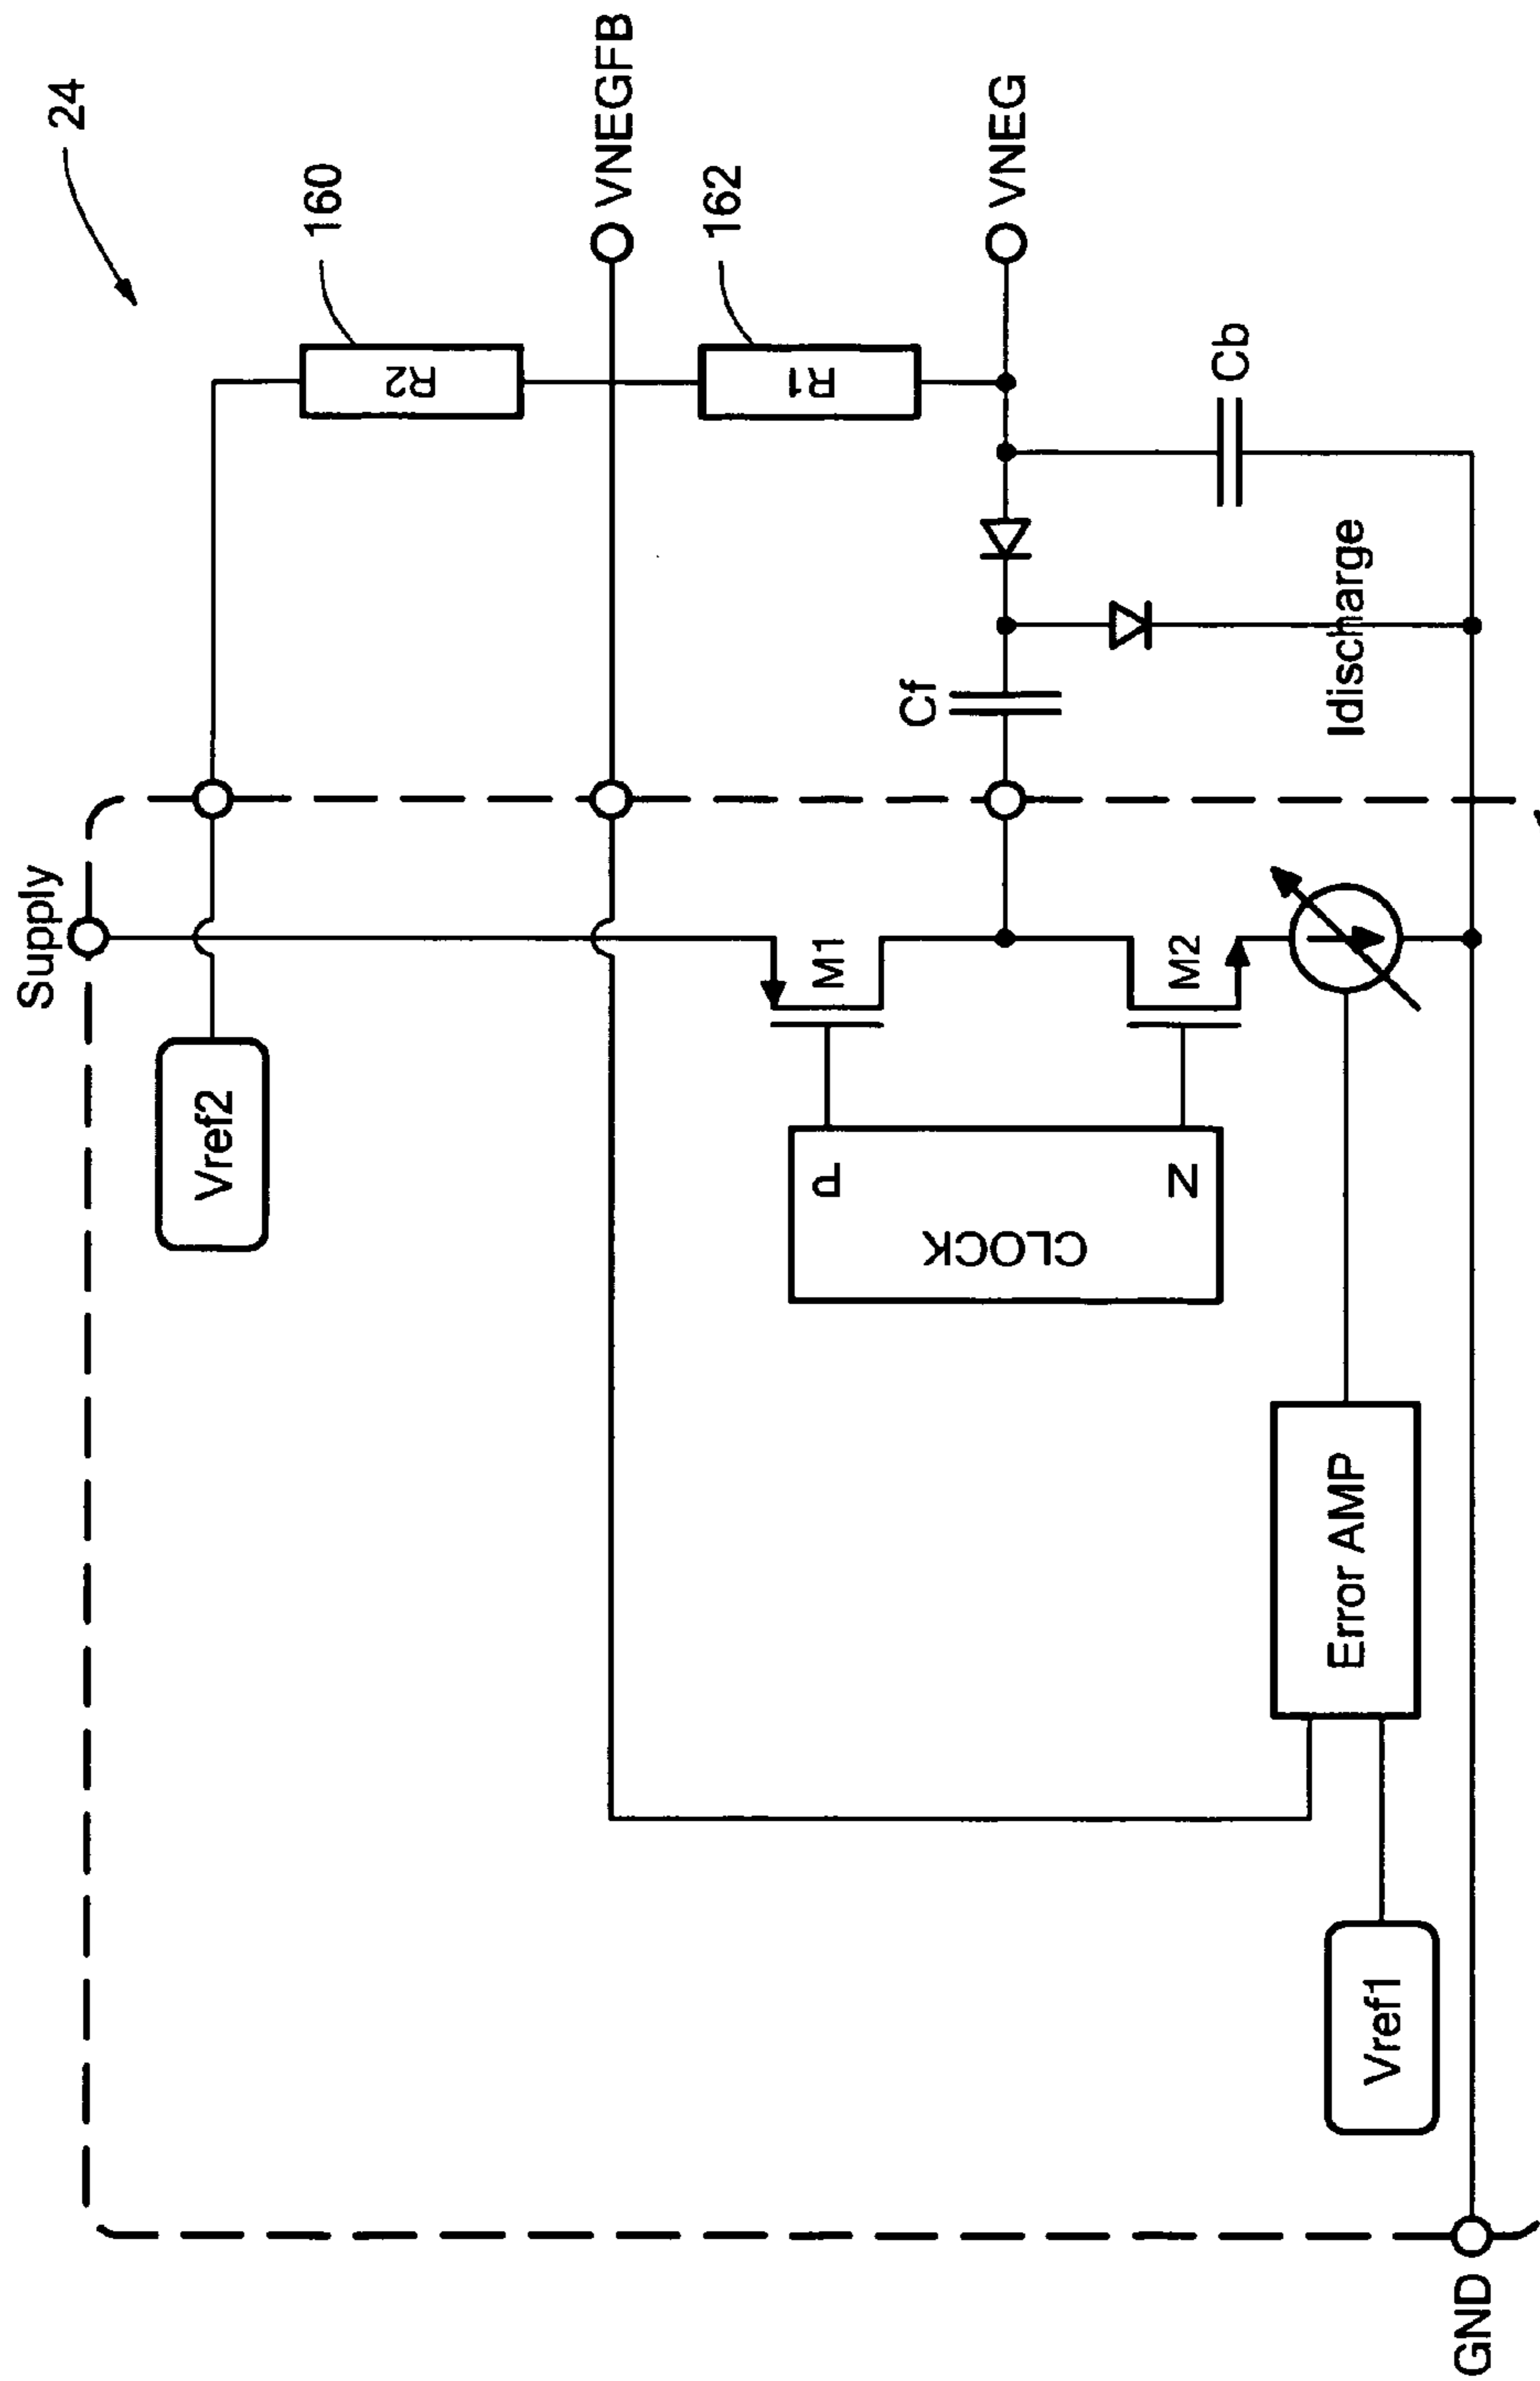 24
Supply
160
VNEGFB
162
VNEG
Vref2
R2
R1
Cf
Cb
M1
M2
P
N
CLOCK
Idischarge
Error AMP
Vref1
GND